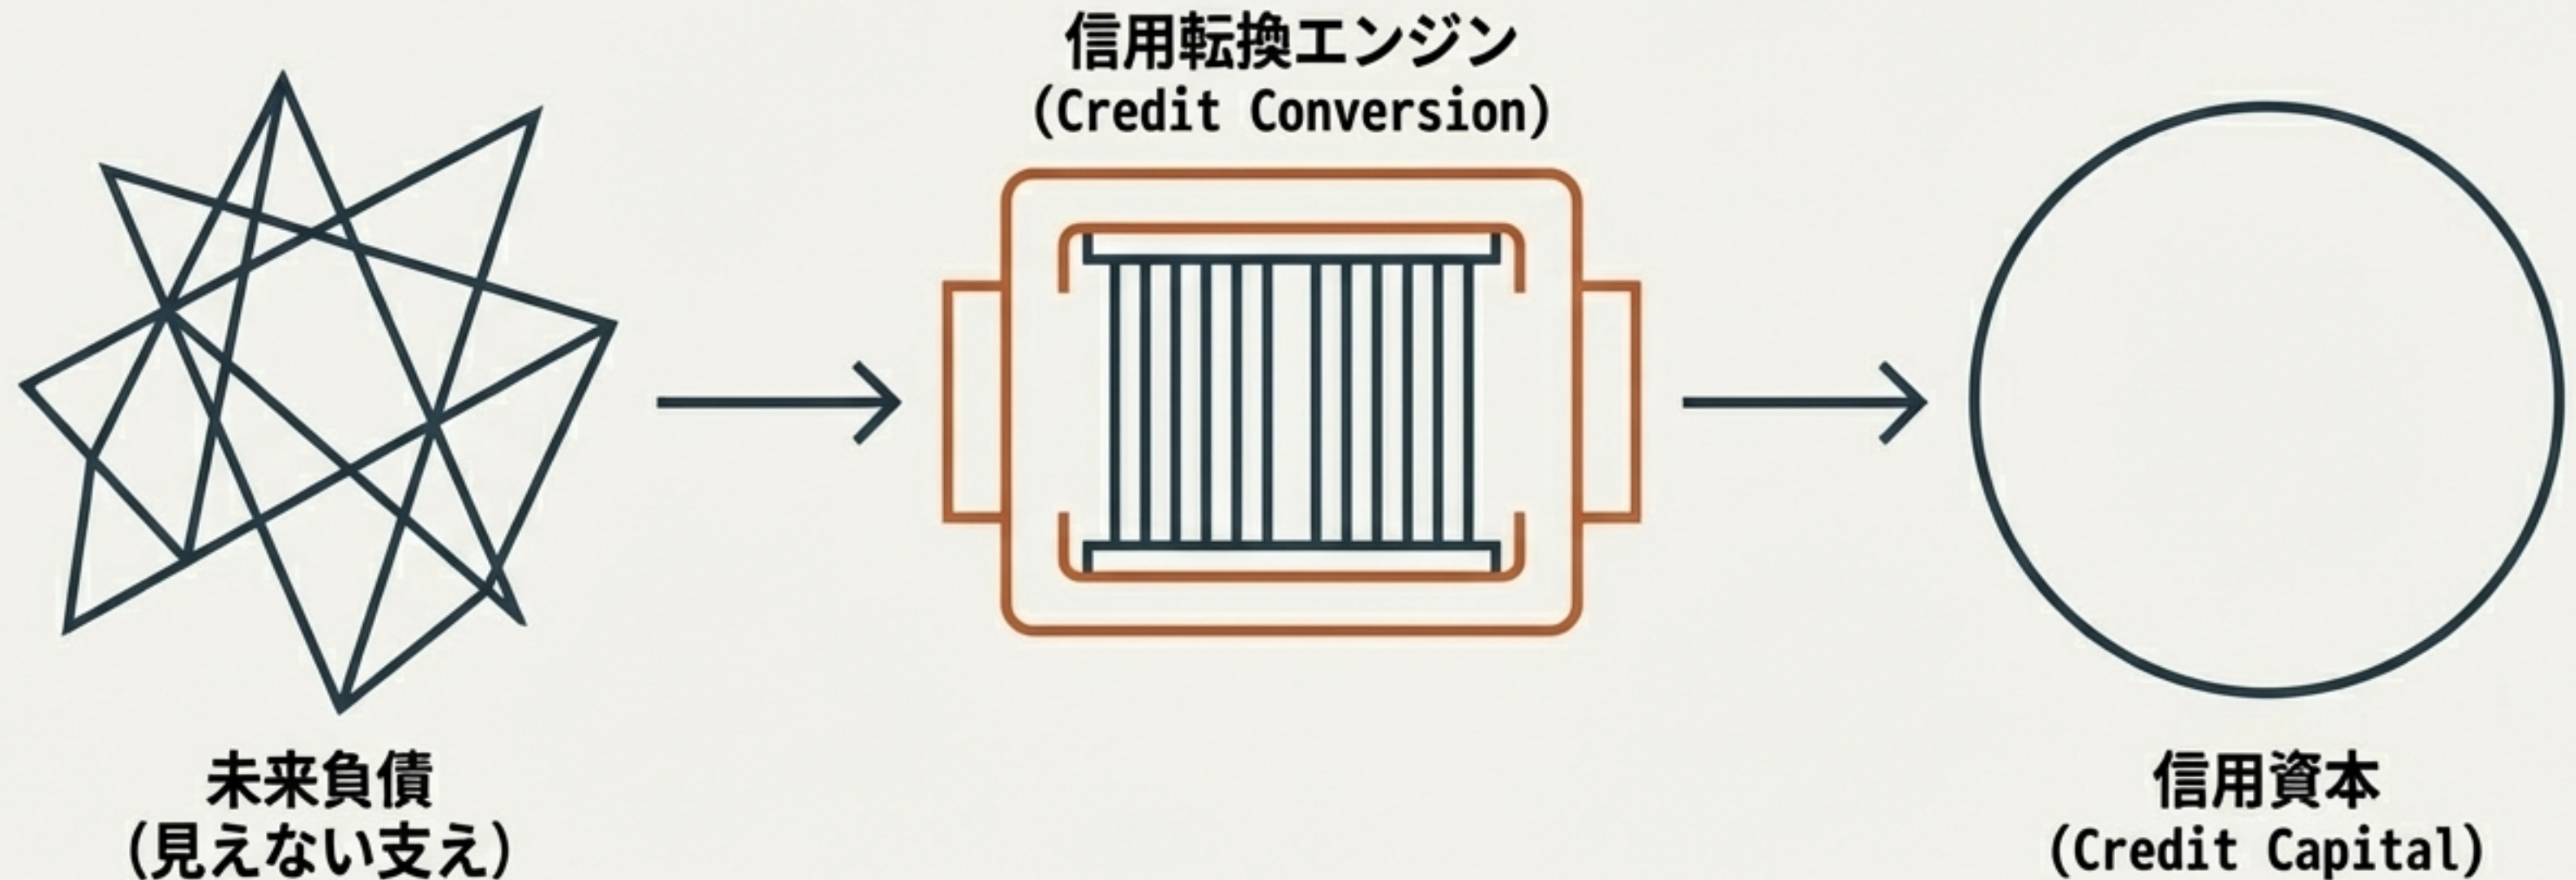 信用転換エンジン
(Credit Conversion)
未来負債
(見えない支え)
信用資本
(Credit Capital)